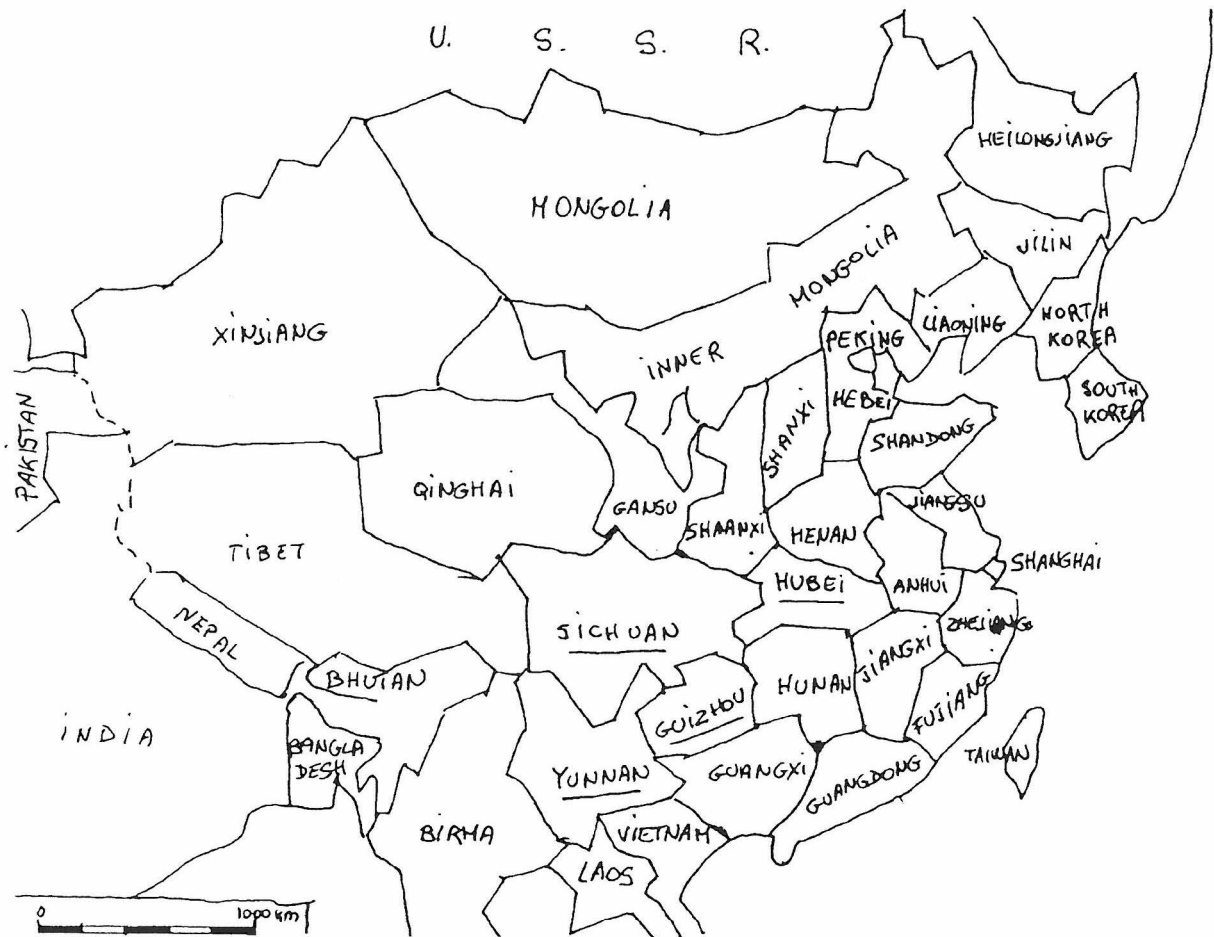 U. S. S. R.
HEILONGJIANG
MONGOLIA
JILIN
INNER MONGOLIA
XINJIANG
PEKING
LIAONING
NORTH
KOREA
SOUTH
KOREA
HEBEI
SHANXI
SHANDONG
PAKISTAN
QINGHAI
GANSU
SHAANXI
HENAN
JIANGSU
TIBET
HUBEI
ANHUI
SHANGHAI
NEPAL
SICHUAN
ZHEJIANG
BHUTAN
HUNAN
JIANGXI
FUJIANG
GUIZHOU
INDIA
BANGLA
DESH
YUNNAN
GUANGXI
GUANGDONG
TAIWAN
BIRMA
VIETNAM
LAOS
0 1000 km